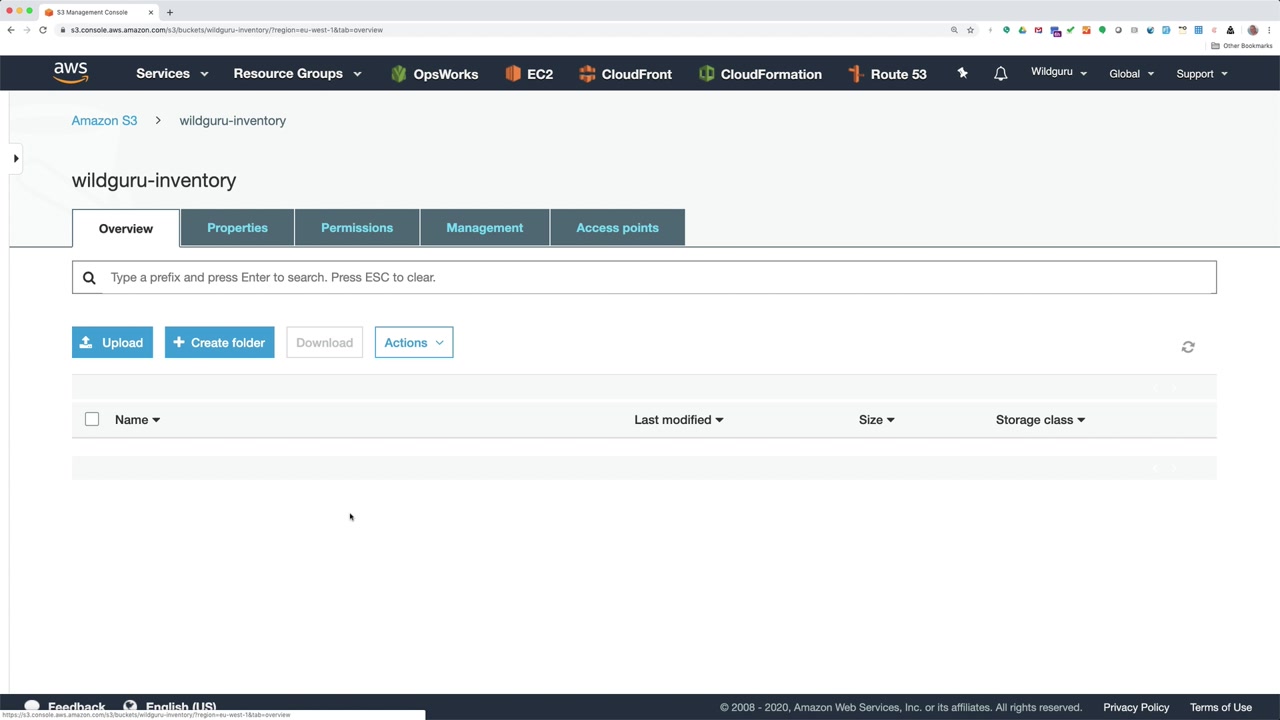 S3 Management Console
s3.console.aws.amazon.com/s3/buckets/wildguru-inventory/?region=eu-west-1&tab=overview
Other Bookmarks
aws Services Resource Groups OpsWorks EC2 CloudFront CloudFormation Route 53 Wildguru Global Support
Amazon S3 > wildguru-inventory
wildguru-inventory
Overview Properties Permissions Management Access points
Type a prefix and press Enter to search. Press ESC to clear.
Upload Create folder Download Actions
Name Last modified Size Storage class
Feedback English (US) © 2008 - 2020, Amazon Web Services, Inc. or its affiliates. All rights reserved. Privacy Policy Terms of Use
https://s3.console.aws.amazon.com/s3/buckets/wildguru-inventory/?region=eu-west-1&tab=overview